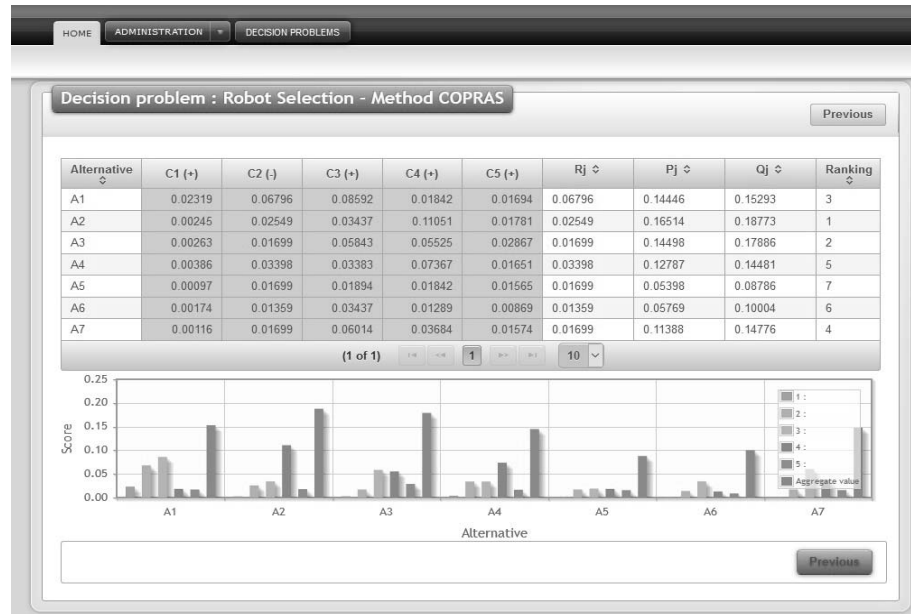 HOME ADMINISTRATION DECISION PROBLEMS
Decision problem : Robot Selection - Method COPRAS
Previous
Alternative C1 (+) C2 (-) C3 (+) C4 (+) C5 (+) Rj Pj Qj Ranking
A1 0.02319 0.06796 0.08592 0.01842 0.01694 0.06796 0.14446 0.15293 3
A2 0.00245 0.02549 0.03437 0.11051 0.01781 0.02549 0.16514 0.18773 1
A3 0.00263 0.01699 0.05843 0.05525 0.02867 0.01699 0.14498 0.17886 2
A4 0.00386 0.03398 0.03383 0.07367 0.01651 0.03398 0.12787 0.14481 5
A5 0.00097 0.01699 0.01894 0.01842 0.01565 0.01699 0.05398 0.08786 7
A6 0.00174 0.01359 0.03437 0.01289 0.00869 0.01359 0.05769 0.10004 6
A7 0.00116 0.01699 0.06014 0.03684 0.01574 0.01699 0.11388 0.14776 4
(1 of 1) 1 10
0.25
0.20
0.15
0.10
0.05
0.00
Score
1 :
2 :
3 :
4 :
5 :
Aggregate value
A1 A2 A3 A4 A5 A6 A7
Alternative
Previous